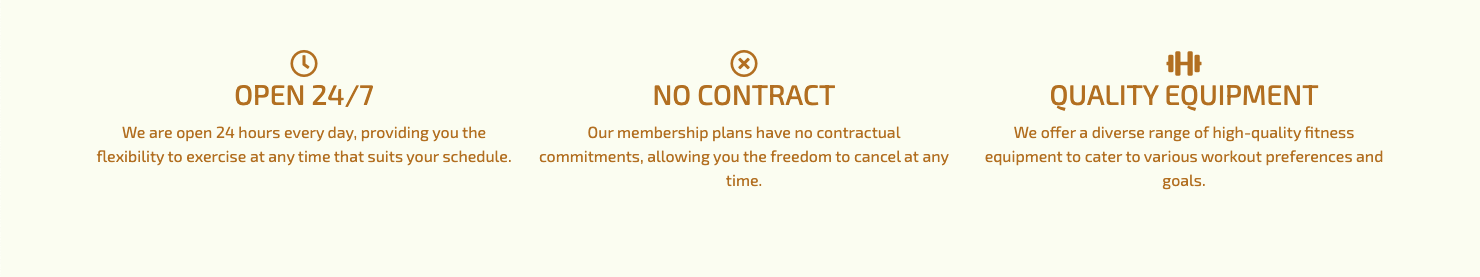 OPEN 24/7
We are open 24 hours every day, providing you the
flexibility to exercise at any time that suits your schedule.
NO CONTRACT
Our membership plans have no contractual
commitments, allowing you the freedom to cancel at any
time.
QUALITY EQUIPMENT
We offer a diverse range of high-quality fitness
equipment to cater to various workout preferences and
goals.